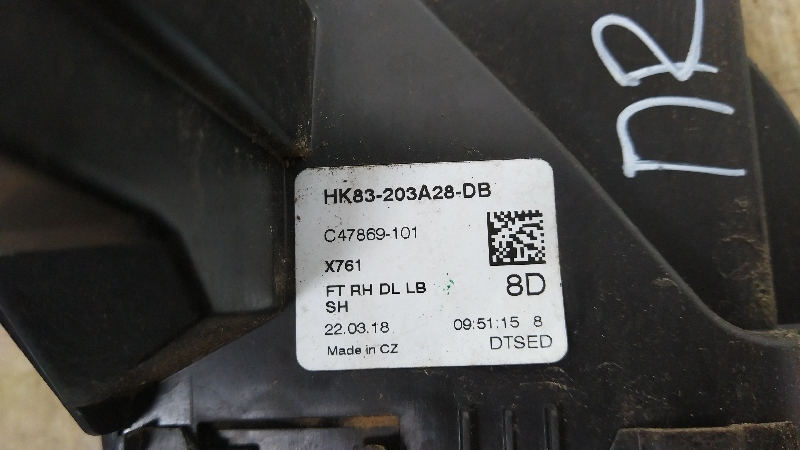 ПR
HK83-203A28-DB
C47869-101
X761
FT RH DL LB
SH
8D
22.03.18 09:51:15 8
Made in CZ DTSED